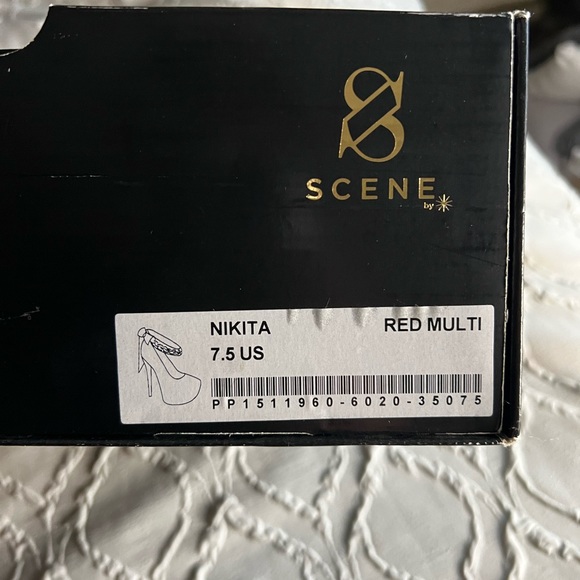 SCENE
by
NIKITA RED MULTI
7.5 US
PP1511960-6020-35075